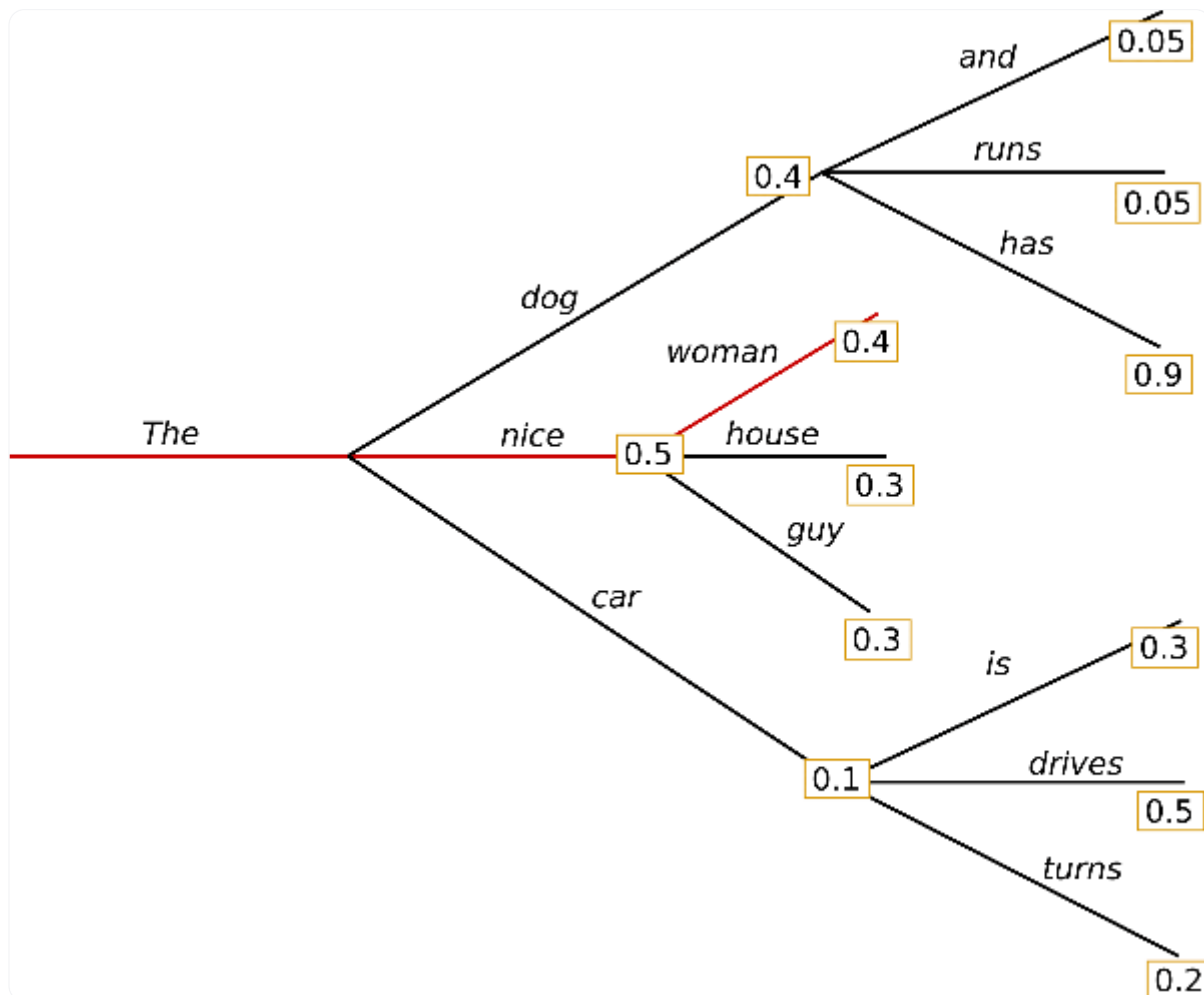 0.05
and
runs
0.4
0.05
has
dog
woman
0.4
0.9
The
nice
house
0.5
0.3
guy
car
0.3
is
0.3
drives
0.1
0.5
turns
0.2